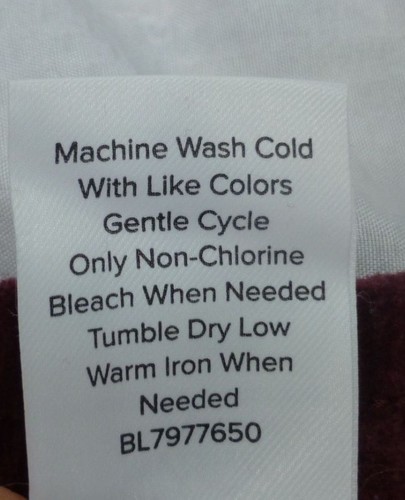 Machine Wash Cold
With Like Colors
Gentle Cycle
Only Non-Chlorine
Bleach When Needed
Tumble Dry Low
Warm Iron When
Needed
BL7977650